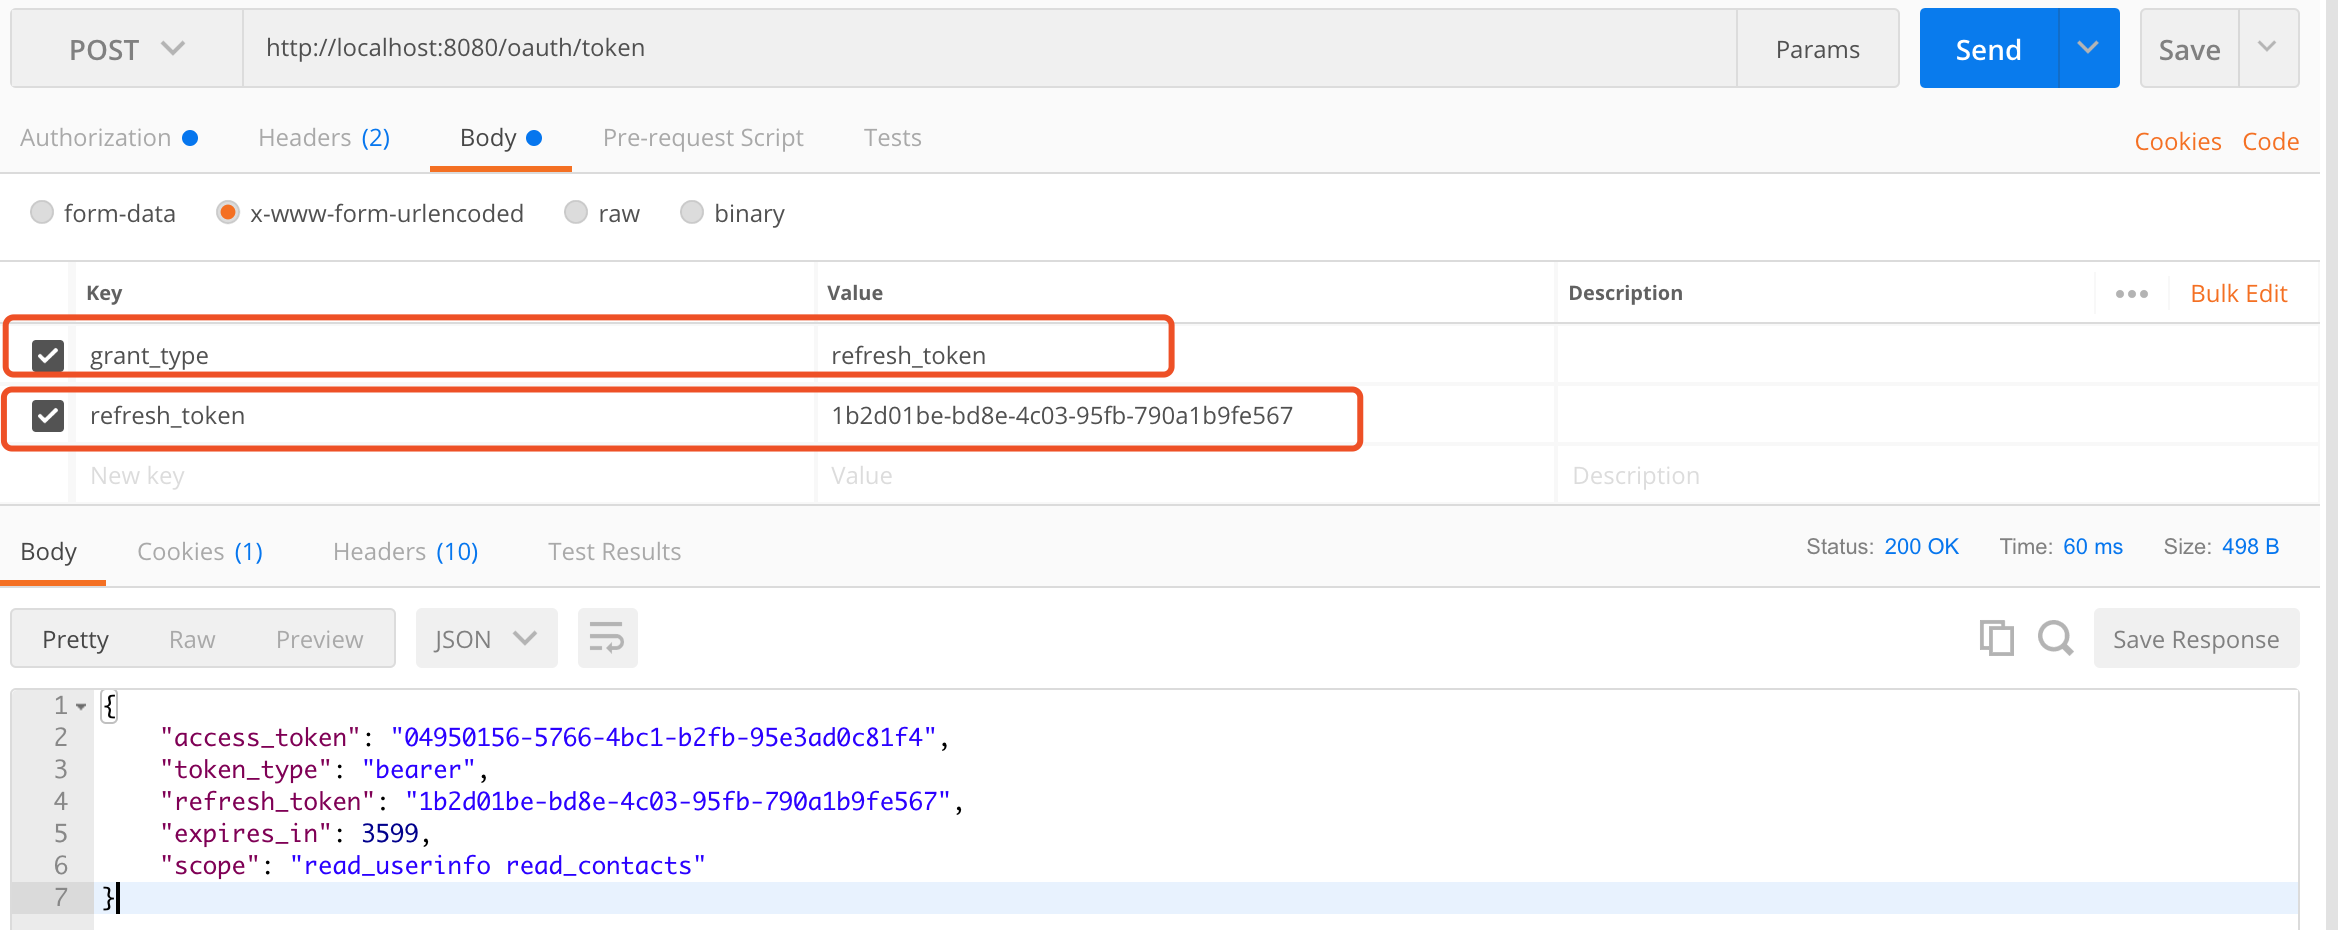 POST http://localhost:8080/oauth/token Params Send Save
Authorization Headers (2) Body Pre-request Script Tests Cookies Code
form-data x-www-form-urlencoded raw binary
Key Value Description Bulk Edit
grant_type refresh_token
refresh_token 1b2d01be-bd8e-4c03-95fb-790a1b9fe567
New key Value Description
Body Cookies (1) Headers (10) Test Results Status: 200 OK Time: 60 ms Size: 498 B
Pretty Raw Preview JSON Save Response
1 {
2 "access_token": "04950156-5766-4bc1-b2fb-95e3ad0c81f4",
3 "token_type": "bearer",
4 "refresh_token": "1b2d01be-bd8e-4c03-95fb-790a1b9fe567",
5 "expires_in": 3599,
6 "scope": "read_userinfo read_contacts"
7 }